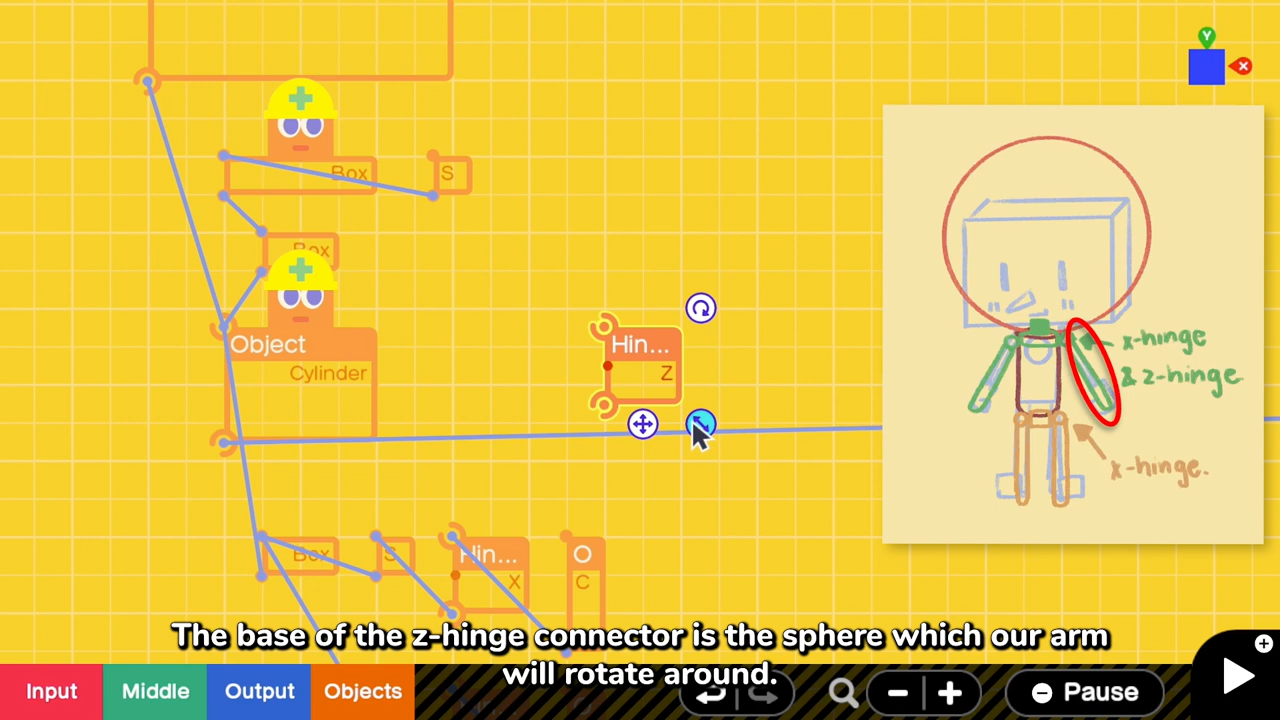 Y
X
Box
S
Box
Object
Cylinder
Hin...
Z
x-hinge
& z-hinge
x-hinge.
Box
S
Hin...
X
O
C
The base of the z-hinge connector is the sphere which our arm
will rotate around.
Input
Middle
Output
Objects
Pause